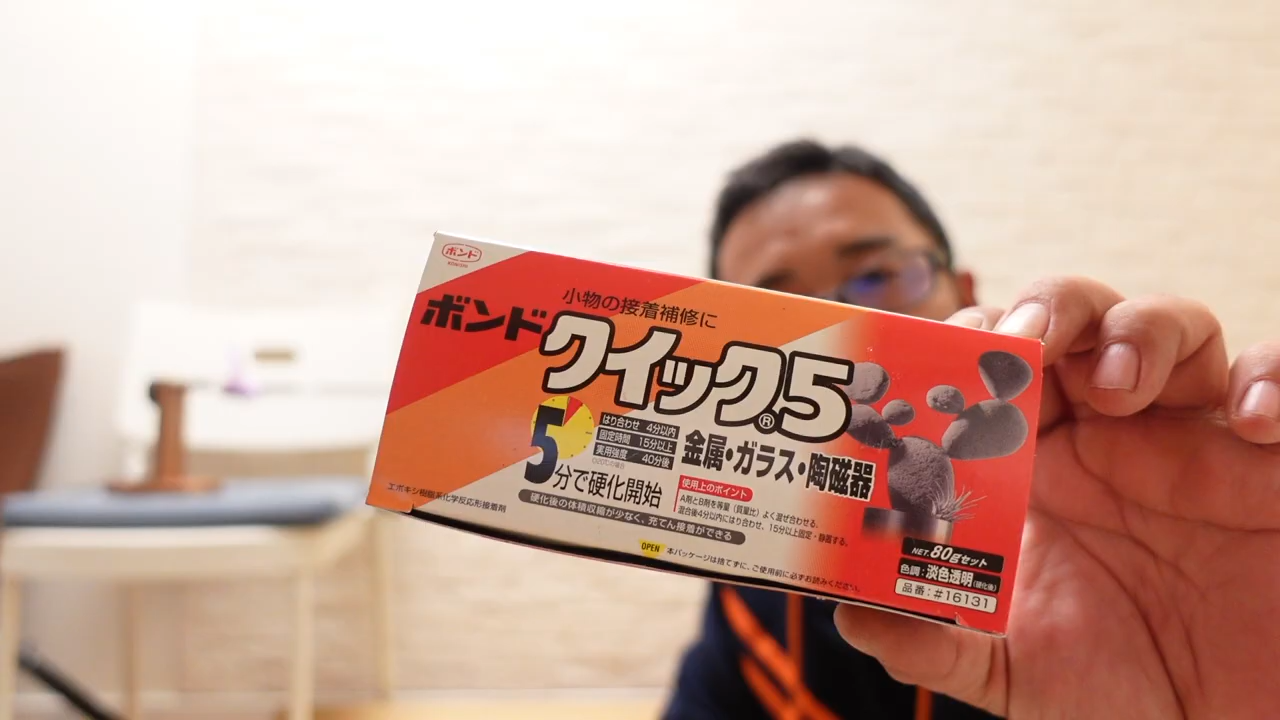 ボンド
KONISHI
小物の接着補修に
ボンド クイック5
®
5分で硬化開始
はり合わせ 4分以内
固定時間 15分以上
実用強度 40分後
金属・ガラス・陶磁器
使用上のポイント
A剤とB剤を等量(質量比)よく混ぜ合わせる。
混合後4分以内にはり合わせ、15分以上固定・静置する。
エポキシ樹脂系化学反応形接着剤
硬化後の体積収縮が少なく、充てん接着ができる
OPEN 本パッケージは捨てずに、ご使用前に必ずお読みください。
NET.80gセット
色調:淡色透明(硬化後)
品番:#16131